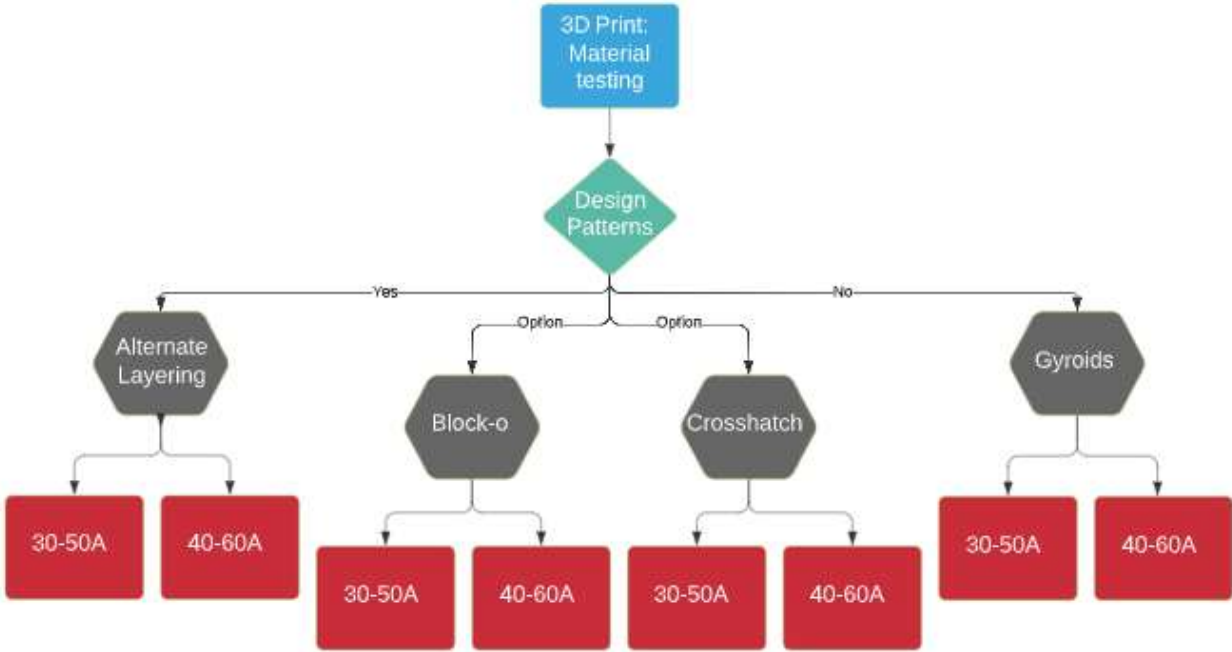 3D Print:
Material
testing
Design
Patterns
Yes
No
Option
Option
Alternate
Layering
Gyroids
Block-o
Crosshatch
30-50A
40-60A
30-50A
40-60A
30-50A
40-60A
30-50A
40-60A